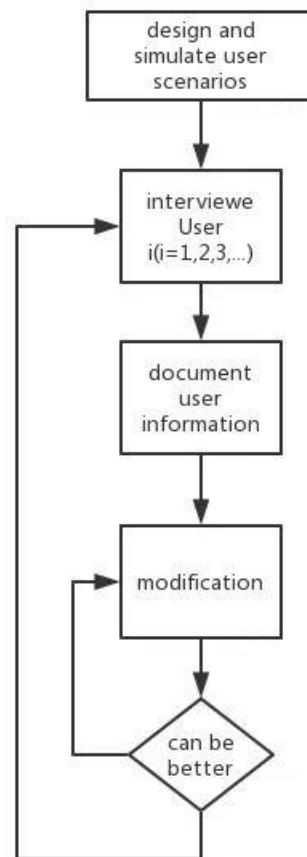 design and
simulate user
scenarios
interviewe
User
i(i=1,2,3,...)
document
user
information
modification
can be
better